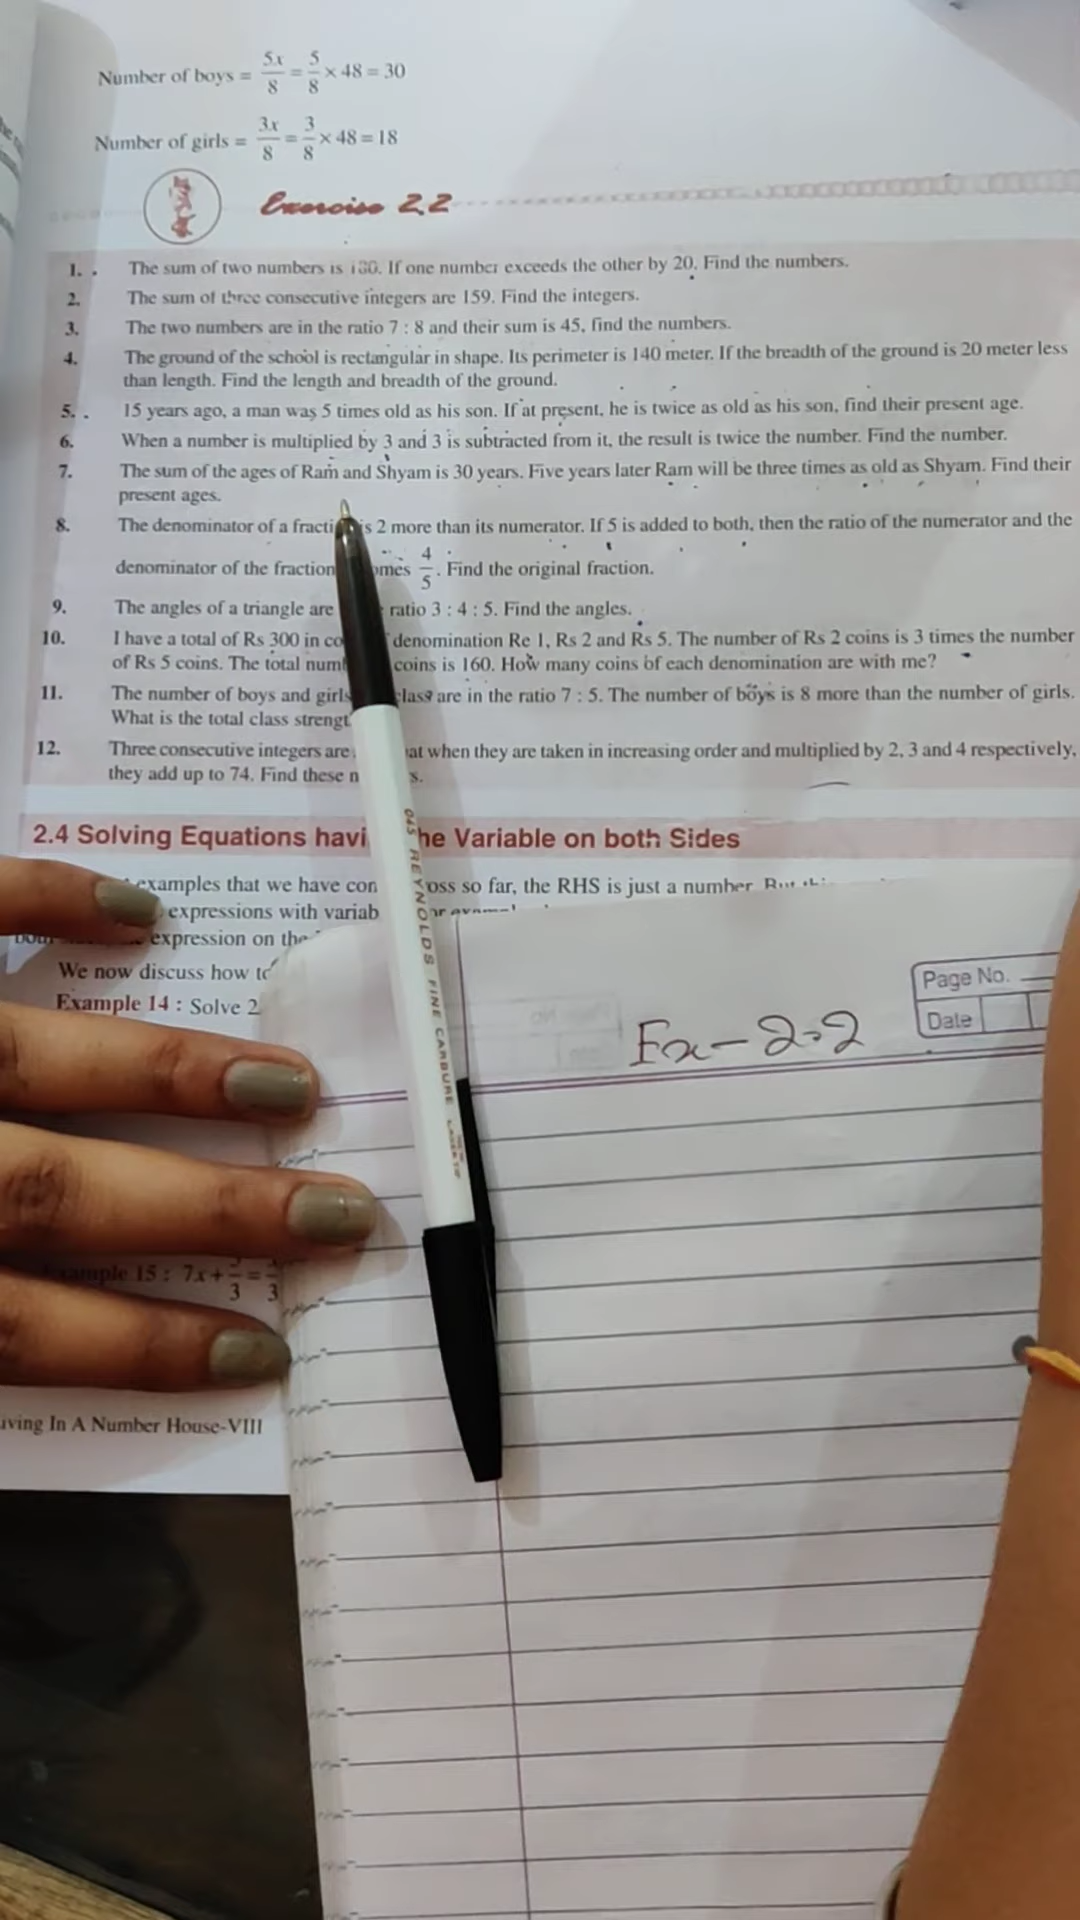 Number of boys = 5x/8 = 5/8 × 48 = 30
Number of girls = 3x/8 = 3/8 × 48 = 18
Exercise 2.2
1. The sum of two numbers is If one number exceeds the other by 20. Find the numbers.
2. The sum of three consecutive integers are 159. Find the integers.
3. The two numbers are in the ratio 7 : 8 and their sum is 45, find the numbers.
4. The ground of the school is rectangular in shape. Its perimeter is 140 meter. If the breadth of the ground is 20 meter less
than length. Find the length and breadth of the ground.
5. 15 years ago, a man was 5 times old as his son. If at present, he is twice as old as his son, find their present age.
6. When a number is multiplied by 3 and 3 is subtracted from it, the result is twice the number. Find the number.
7. The sum of the ages of Ram and Shyam is 30 years. Five years later Ram will be three times as old as Shyam. Find their
present ages.
8. The denominator of a fracti is 2 more than its numerator. If 5 is added to both, then the ratio of the numerator and the
denominator of the fraction omes 4/5. Find the original fraction.
9. The angles of a triangle are ratio 3 : 4 : 5. Find the angles.
10. I have a total of Rs 300 in co denomination Re 1, Rs 2 and Rs 5. The number of Rs 2 coins is 3 times the number
of Rs 5 coins. The total num coins is 160. How many coins of each denomination are with me?
11. The number of boys and girls class are in the ratio 7 : 5. The number of boys is 8 more than the number of girls.
What is the total class strengt
12. Three consecutive integers are at when they are taken in increasing order and multiplied by 2, 3 and 4 respectively,
they add up to 74. Find these n s.
2.4 Solving Equations havi he Variable on both Sides
examples that we have con oss so far, the RHS is just a number.
expressions with variab
expression on the
We now discuss how to
Example 14 : Solve 2
Page No.
Date
Ex-2.2
045 REYNOLDS FINE CARBURE
Example 15 : 7x +
iving In A Number House-VIII